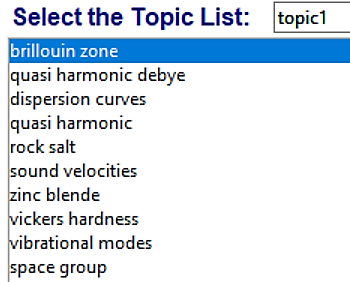 Select the Topic List: topic1
brillouin zone
quasi harmonic debye
dispersion curves
quasi harmonic
rock salt
sound velocities
zinc blende
vickers hardness
vibrational modes
space group